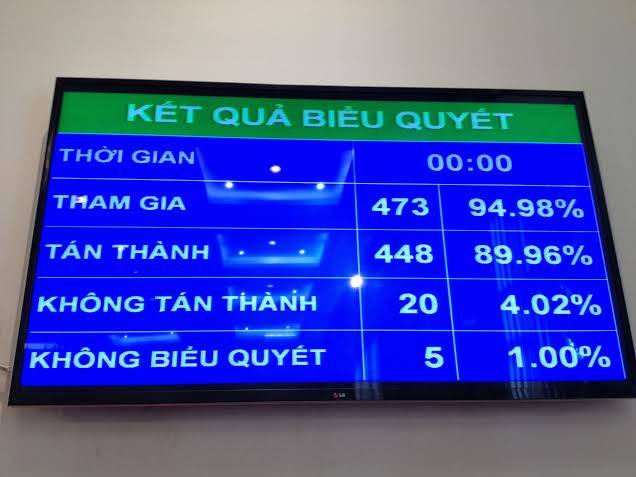 KẾT QUẢ BIỂU QUYẾT
THỜI GIAN 00:00
THAM GIA 473 94.98%
TÁN THÀNH 448 89.96%
KHÔNG TÁN THÀNH 20 4.02%
KHÔNG BIỂU QUYẾT 5 1.00%
LG